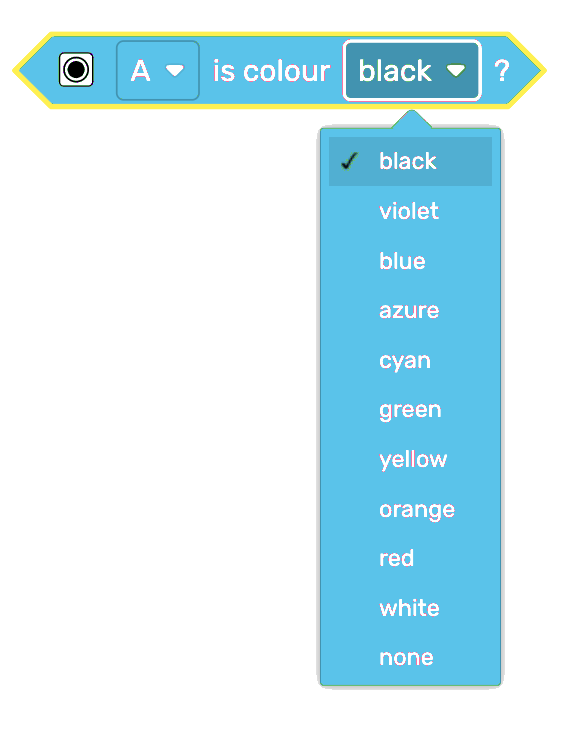 A is colour black ?
black
violet
blue
azure
cyan
green
yellow
orange
red
white
none